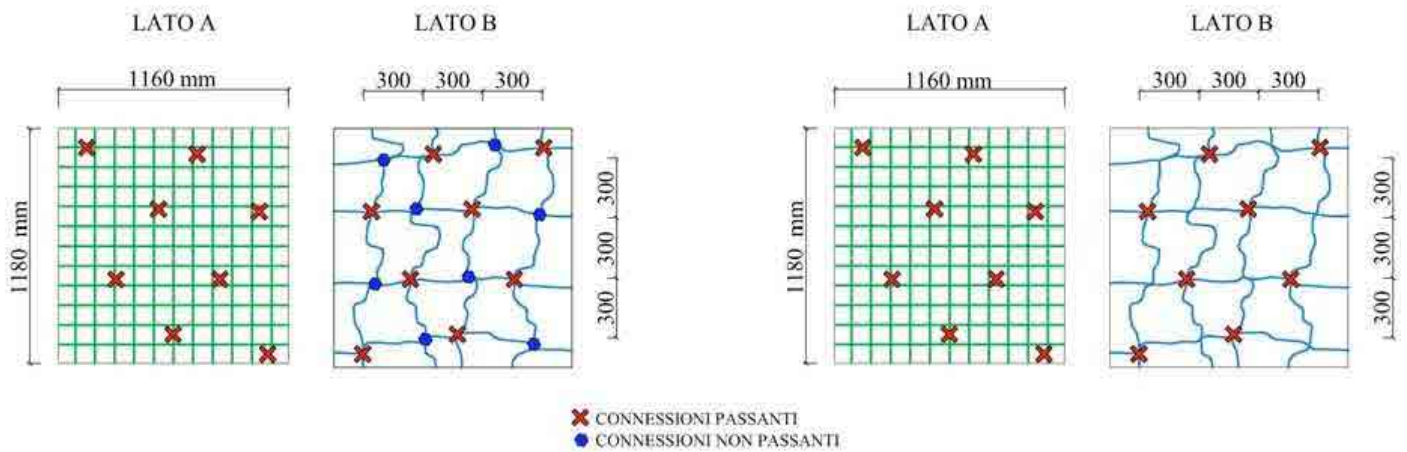 LATO A
LATO B
LATO A
LATO B
1160 mm
300 300 300
1160 mm
300 300 300
1180 mm
300
300
300
1180 mm
300
300
300
CONNESSIONI PASSANTI
CONNESSIONI NON PASSANTI